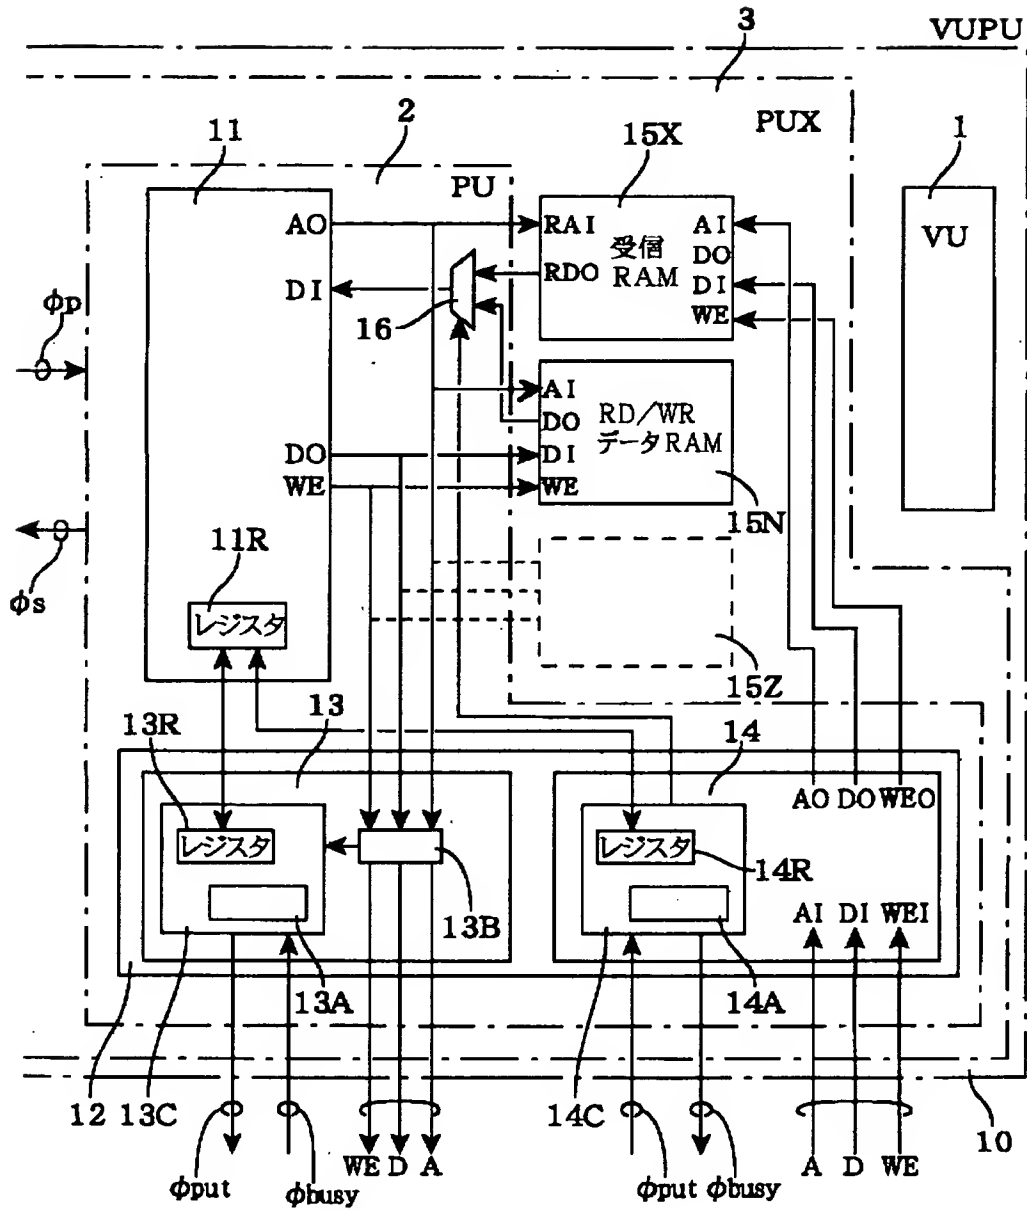 VUPU
3
PUX
2
11
15X
1
PU
AO
RAI
受信
RAM
AI
VU
DO
RDO
DI
DI
WE
16
φp
AI
DO
RD/WR
データRAM
DO
DI
WE
WE
15N
φs
11R
レジスタ
15Z
13R
13
14
AO DO WEO
レジスタ
レジスタ
14R
13B
AI DI WEI
13A
14A
12
13C
14C
10
φput
φbusy
WE D A
φput
φbusy
A D WE